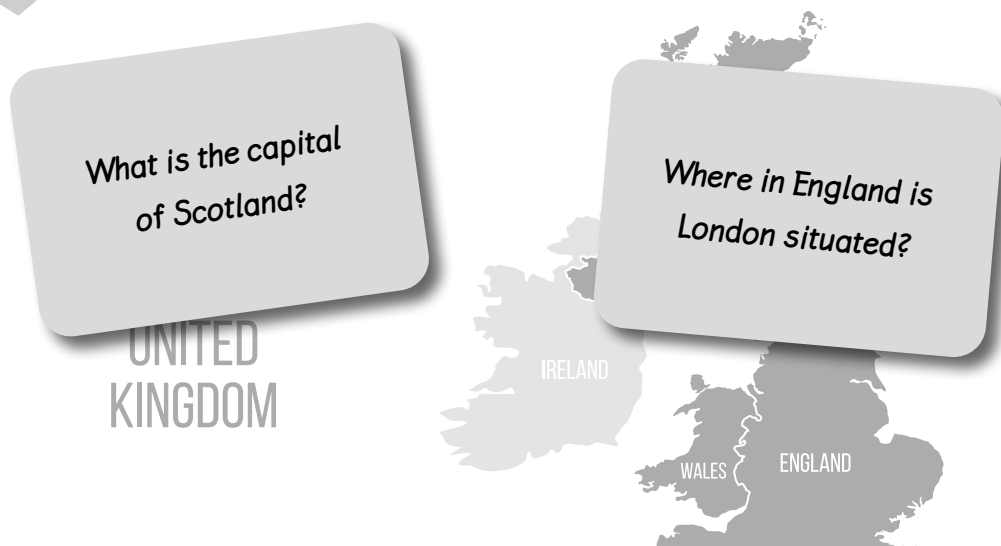 What is the capital
of Scotland?
Where in England is
London situated?
UNITED
KINGDOM
IRELAND
WALES
ENGLAND